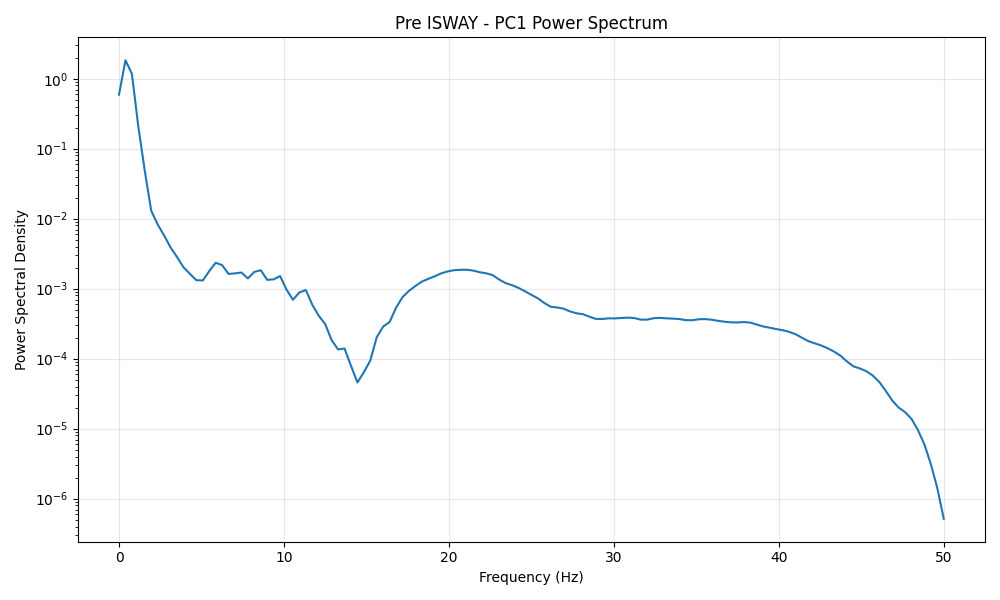 Pre ISWAY - PC1 Power Spectrum
Power Spectral Density
10⁰
10⁻¹
10⁻²
10⁻³
10⁻⁴
10⁻⁵
10⁻⁶
0 10 20 30 40 50
Frequency (Hz)